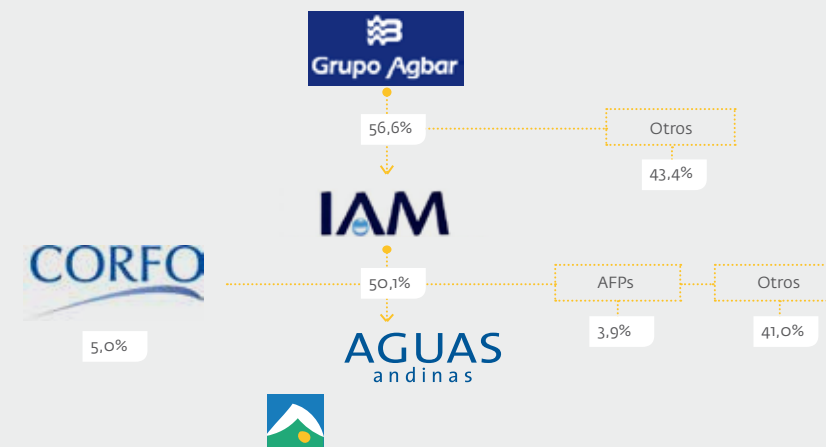 Grupo Agbar
56,6%
Otros
43,4%
IAM
CORFO
50,1%
AFPs
Otros
5,0%
3,9%
41,0%
AGUAS
andinas